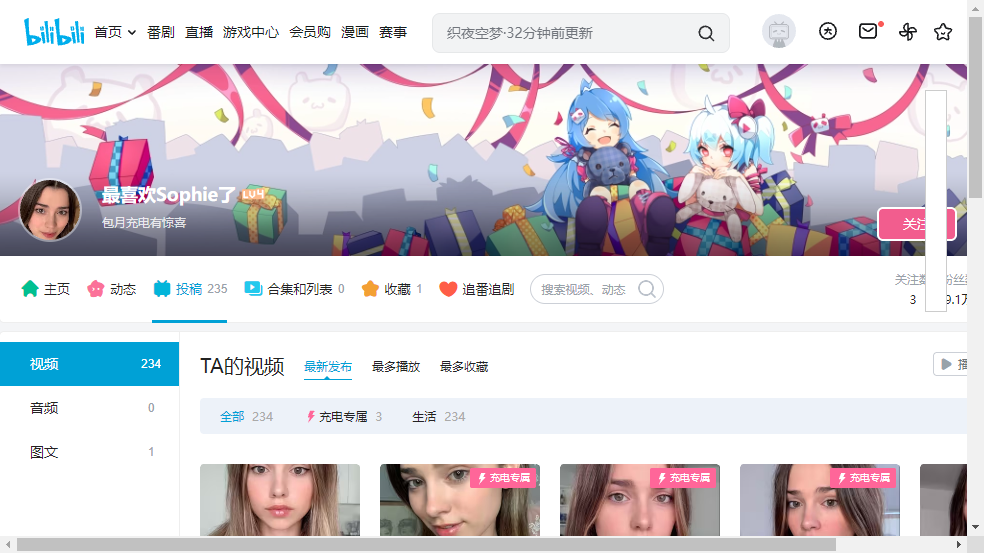 bilibili 首页 番剧 直播 游戏中心 会员购 漫画 赛事 织夜空梦·32分钟前更新
最喜欢Sophie了 LV4
包月充电有惊喜
关注
主页 动态 投稿 235 合集和列表 0 收藏 1 追番追剧 搜索视频、动态
关注数 粉丝数
3 9.1万
视频 234
音频 0
图文 1
TA的视频 最新发布 最多播放 最多收藏 播
全部 234 充电专属 3 生活 234
充电专属 充电专属 充电专属